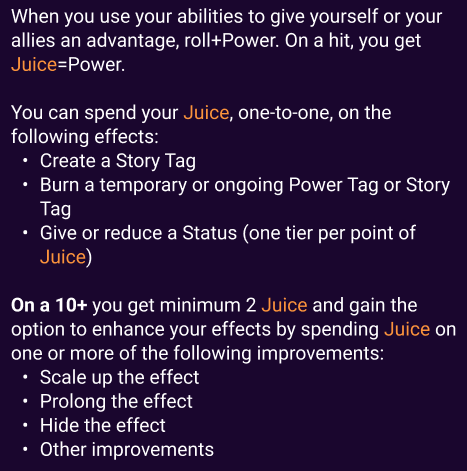 When you use your abilities to give yourself or your
allies an advantage, roll+Power. On a hit, you get
Juice=Power.
You can spend your Juice, one-to-one, on the
following effects:
• Create a Story Tag
• Burn a temporary or ongoing Power Tag or Story
Tag
• Give or reduce a Status (one tier per point of
Juice)
On a 10+ you get minimum 2 Juice and gain the
option to enhance your effects by spending Juice on
one or more of the following improvements:
• Scale up the effect
• Prolong the effect
• Hide the effect
• Other improvements